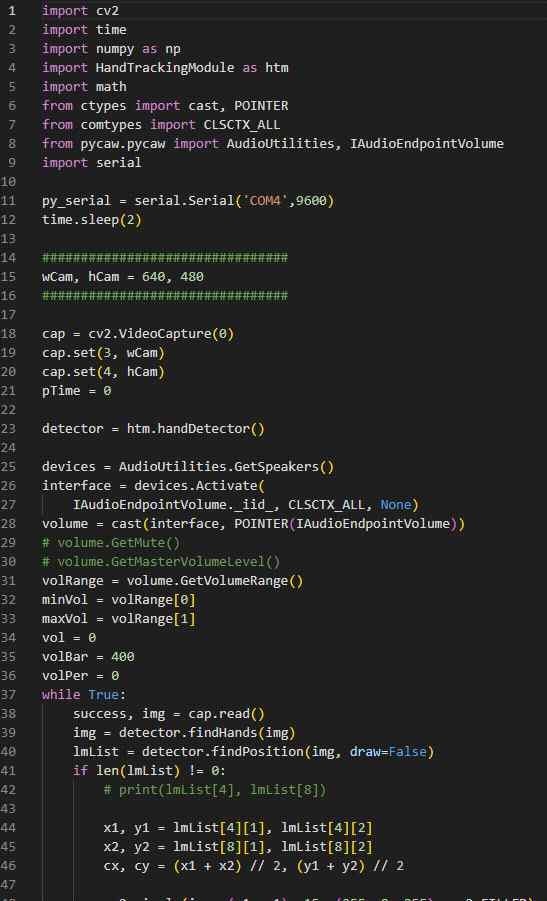 1 import cv2
2 import time
3 import numpy as np
4 import HandTrackingModule as htm
5 import math
6 from ctypes import cast, POINTER
7 from comtypes import CLSCTX_ALL
8 from pycaw.pycaw import AudioUtilities, IAudioEndpointVolume
9 import serial
10
11 py_serial = serial.Serial('COM4',9600)
12 time.sleep(2)
13
14 ################################
15 wCam, hCam = 640, 480
16 ################################
17
18 cap = cv2.VideoCapture(0)
19 cap.set(3, wCam)
20 cap.set(4, hCam)
21 pTime = 0
22
23 detector = htm.handDetector()
24
25 devices = AudioUtilities.GetSpeakers()
26 interface = devices.Activate(
27     IAudioEndpointVolume._iid_, CLSCTX_ALL, None)
28 volume = cast(interface, POINTER(IAudioEndpointVolume))
29 # volume.GetMute()
30 # volume.GetMasterVolumeLevel()
31 volRange = volume.GetVolumeRange()
32 minVol = volRange[0]
33 maxVol = volRange[1]
34 vol = 0
35 volBar = 400
36 volPer = 0
37 while True:
38     success, img = cap.read()
39     img = detector.findHands(img)
40     lmList = detector.findPosition(img, draw=False)
41     if len(lmList) != 0:
42         # print(lmList[4], lmList[8])
43
44         x1, y1 = lmList[4][1], lmList[4][2]
45         x2, y2 = lmList[8][1], lmList[8][2]
46         cx, cy = (x1 + x2) // 2, (y1 + y2) // 2
47